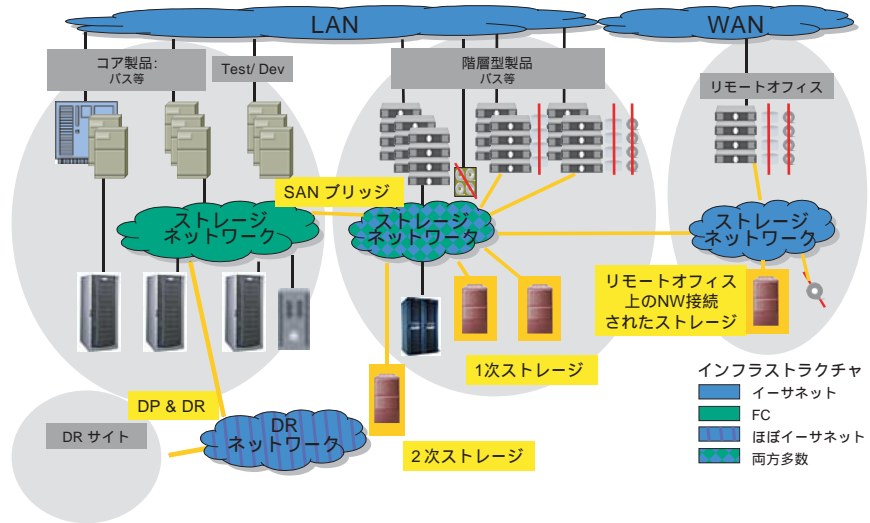 LAN
WAN
コア製品:
バス等
Test/ Dev
階層型製品
バス等
リモートオフィス
SAN ブリッジ
ストレージ
ネットワーク
ストレージ
ネットワーク
ストレージ
ネットワーク
リモートオフィス
上のNW接続
されたストレージ
1次ストレージ
DP & DR
DR サイト
DR
ネットワーク
2 次ストレージ
インフラストラクチャ
イーサネット
FC
ほぼイーサネット
両方多数